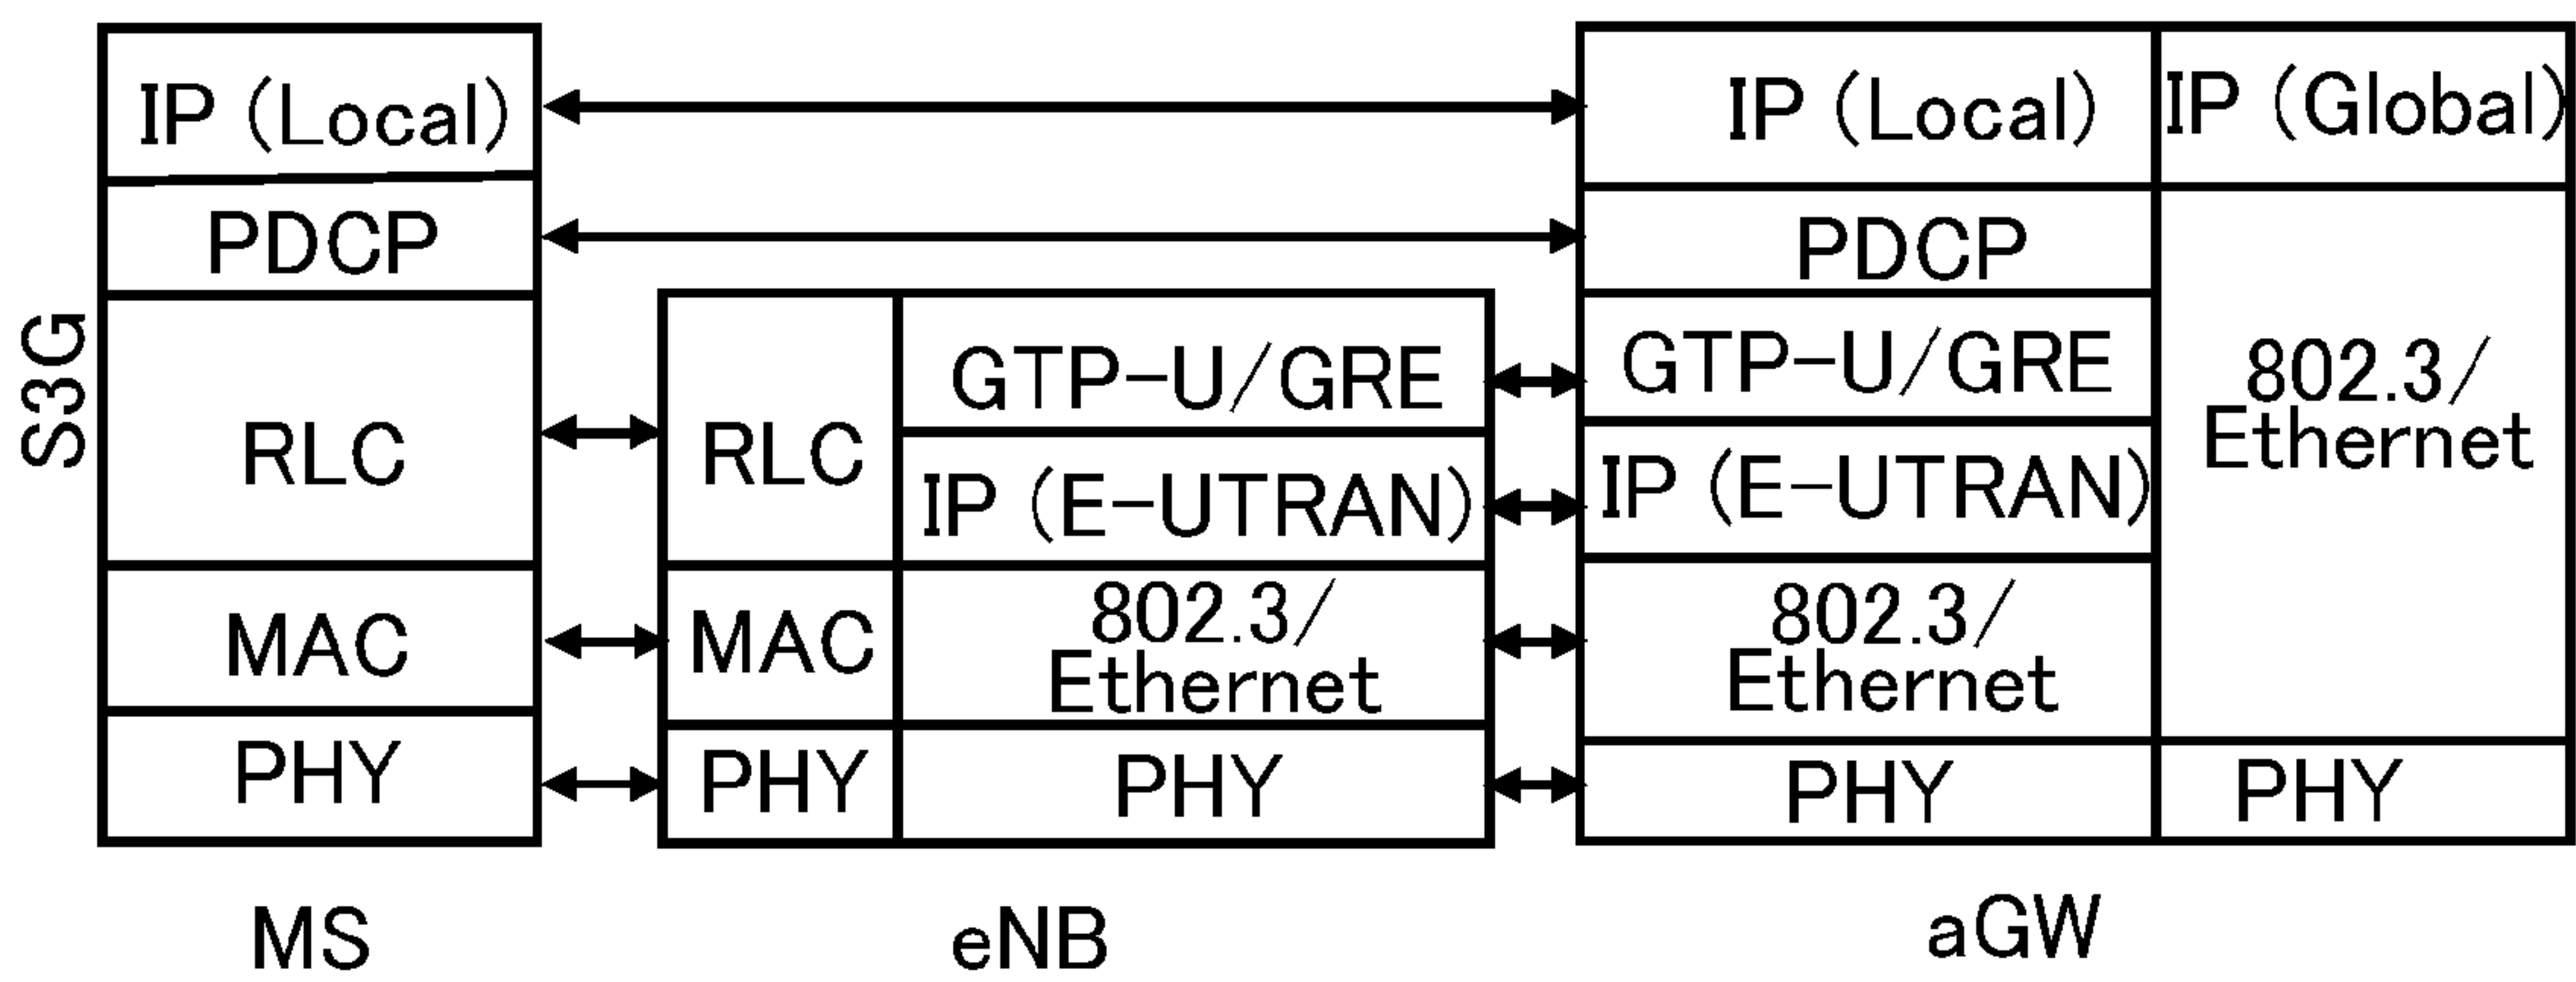 S3G
IP (Local)
PDCP
RLC
MAC
PHY
MS
RLC
MAC
PHY
GTP-U/GRE
IP (E-UTRAN)
802.3/
Ethernet
PHY
eNB
IP (Local)
PDCP
GTP-U/GRE
IP (E-UTRAN)
802.3/
Ethernet
PHY
IP (Global)
802.3/
Ethernet
PHY
aGW